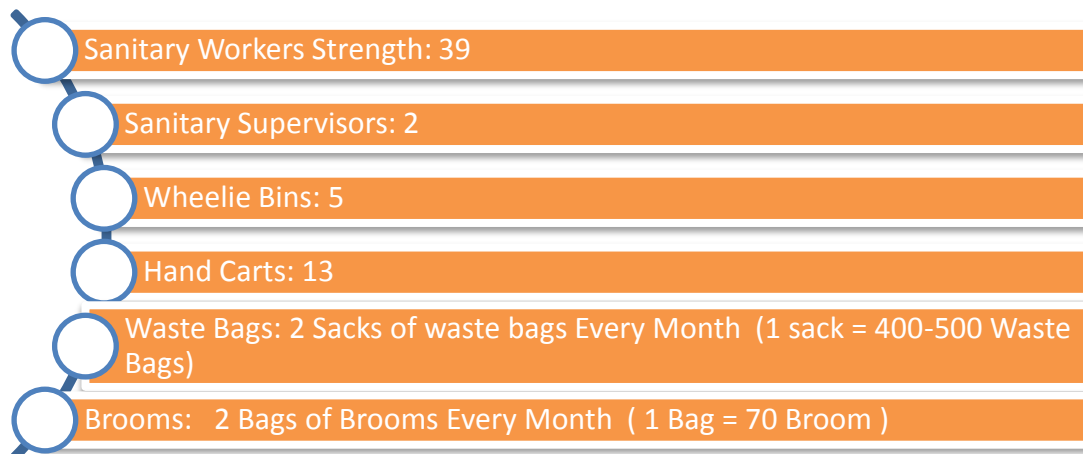 Sanitary Workers Strength: 39
Sanitary Supervisors: 2
Wheelie Bins: 5
Hand Carts: 13
Waste Bags: 2 Sacks of waste bags Every Month (1 sack = 400-500 Waste
Bags)
Brooms: 2 Bags of Brooms Every Month ( 1 Bag = 70 Broom )